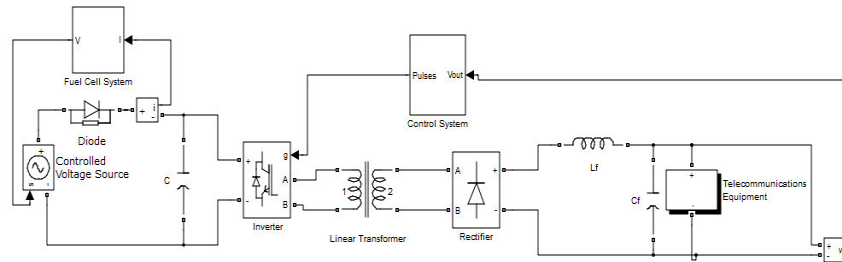 V
I
Fuel Cell System
Pulses
Vout
Control System
+
i
-
Diode
+
s
-
Controlled
Voltage Source
C
+
g
A
-
B
Inverter
1
2
Linear Transformer
A
+
B
-
Rectifier
Lf
Cf
+
-
Telecommunications
Equipment
+
-
v